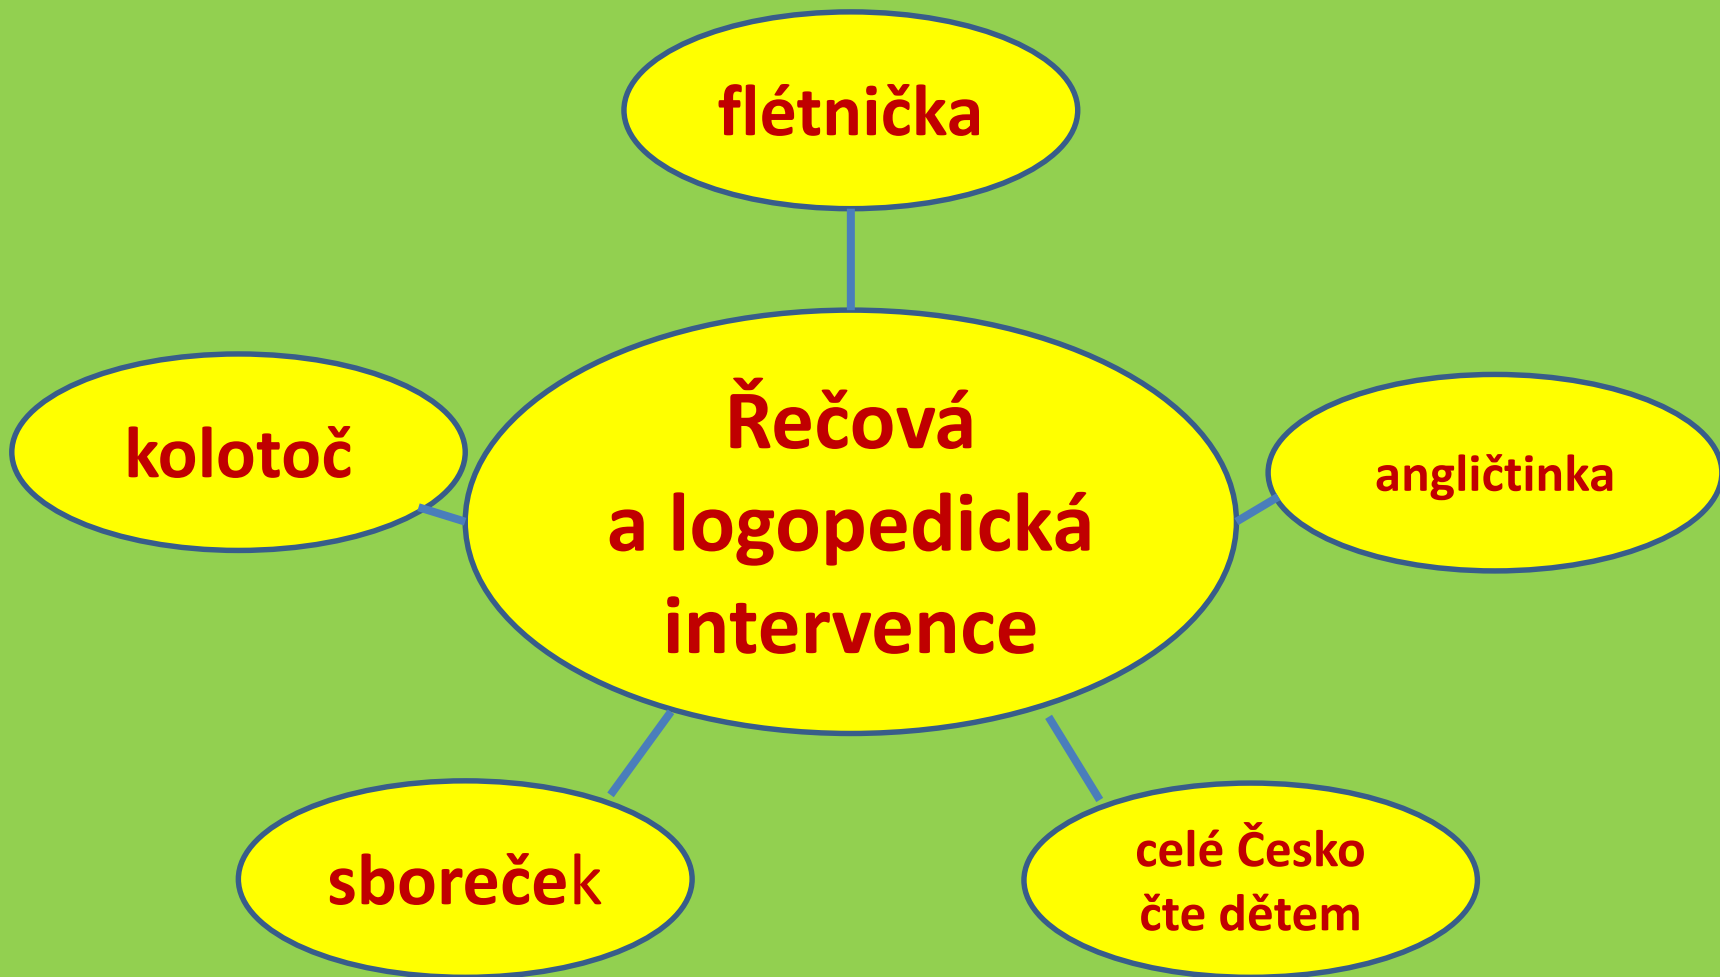 flétnička
kolotoč
Řečová
a logopedická
intervence
angličtinka
sboreček
celé Česko
čte dětem